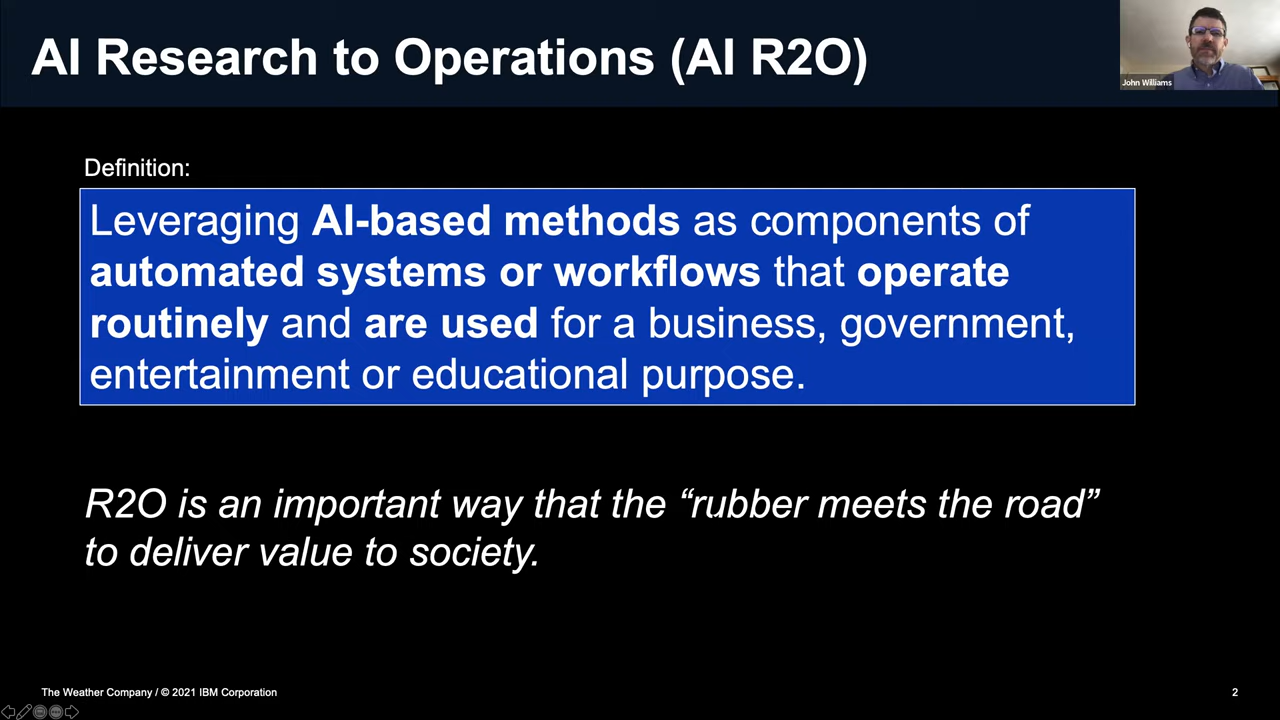 AI Research to Operations (AI R2O)
John Williams
Definition:
Leveraging AI-based methods as components of
automated systems or workflows that operate
routinely and are used for a business, government,
entertainment or educational purpose.
R2O is an important way that the “rubber meets the road”
to deliver value to society.
The Weather Company / © 2021 IBM Corporation
2